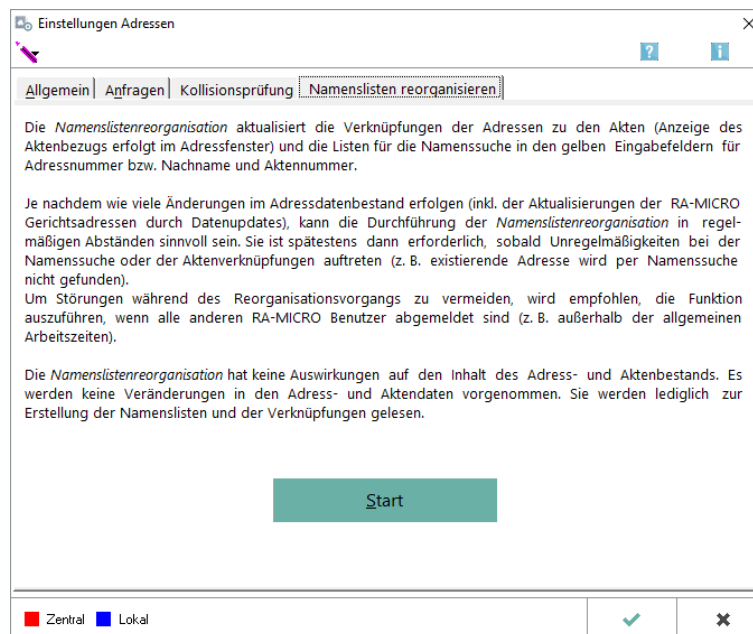 Einstellungen Adressen
?
i
Allgemein Anfragen Kollisionsprüfung Namenslisten reorganisieren
Die Namenslistenreorganisation aktualisiert die Verknüpfungen der Adressen zu den Akten (Anzeige des
Aktenbezugs erfolgt im Adressfenster) und die Listen für die Namenssuche in den gelben Eingabefeldern für
Adressnummer bzw. Nachname und Aktennummer.
Je nachdem wie viele Änderungen im Adressdatenbestand erfolgen (inkl. der Aktualisierungen der RA-MICRO
Gerichtsadressen durch Datenupdates), kann die Durchführung der Namenslistenreorganisation in regel-
mäßigen Abständen sinnvoll sein. Sie ist spätestens dann erforderlich, sobald Unregelmäßigkeiten bei der
Namenssuche oder der Aktenverknüpfungen auftreten (z. B. existierende Adresse wird per Namenssuche
nicht gefunden).
Um Störungen während des Reorganisationsvorgangs zu vermeiden, wird empfohlen, die Funktion
auszuführen, wenn alle anderen RA-MICRO Benutzer abgemeldet sind (z. B. außerhalb der allgemeinen
Arbeitszeiten).
Die Namenslistenreorganisation hat keine Auswirkungen auf den Inhalt des Adress- und Aktenbestands. Es
werden keine Veränderungen in den Adress- und Aktendaten vorgenommen. Sie werden lediglich zur
Erstellung der Namenslisten und der Verknüpfungen gelesen.
Start
Zentral Lokal